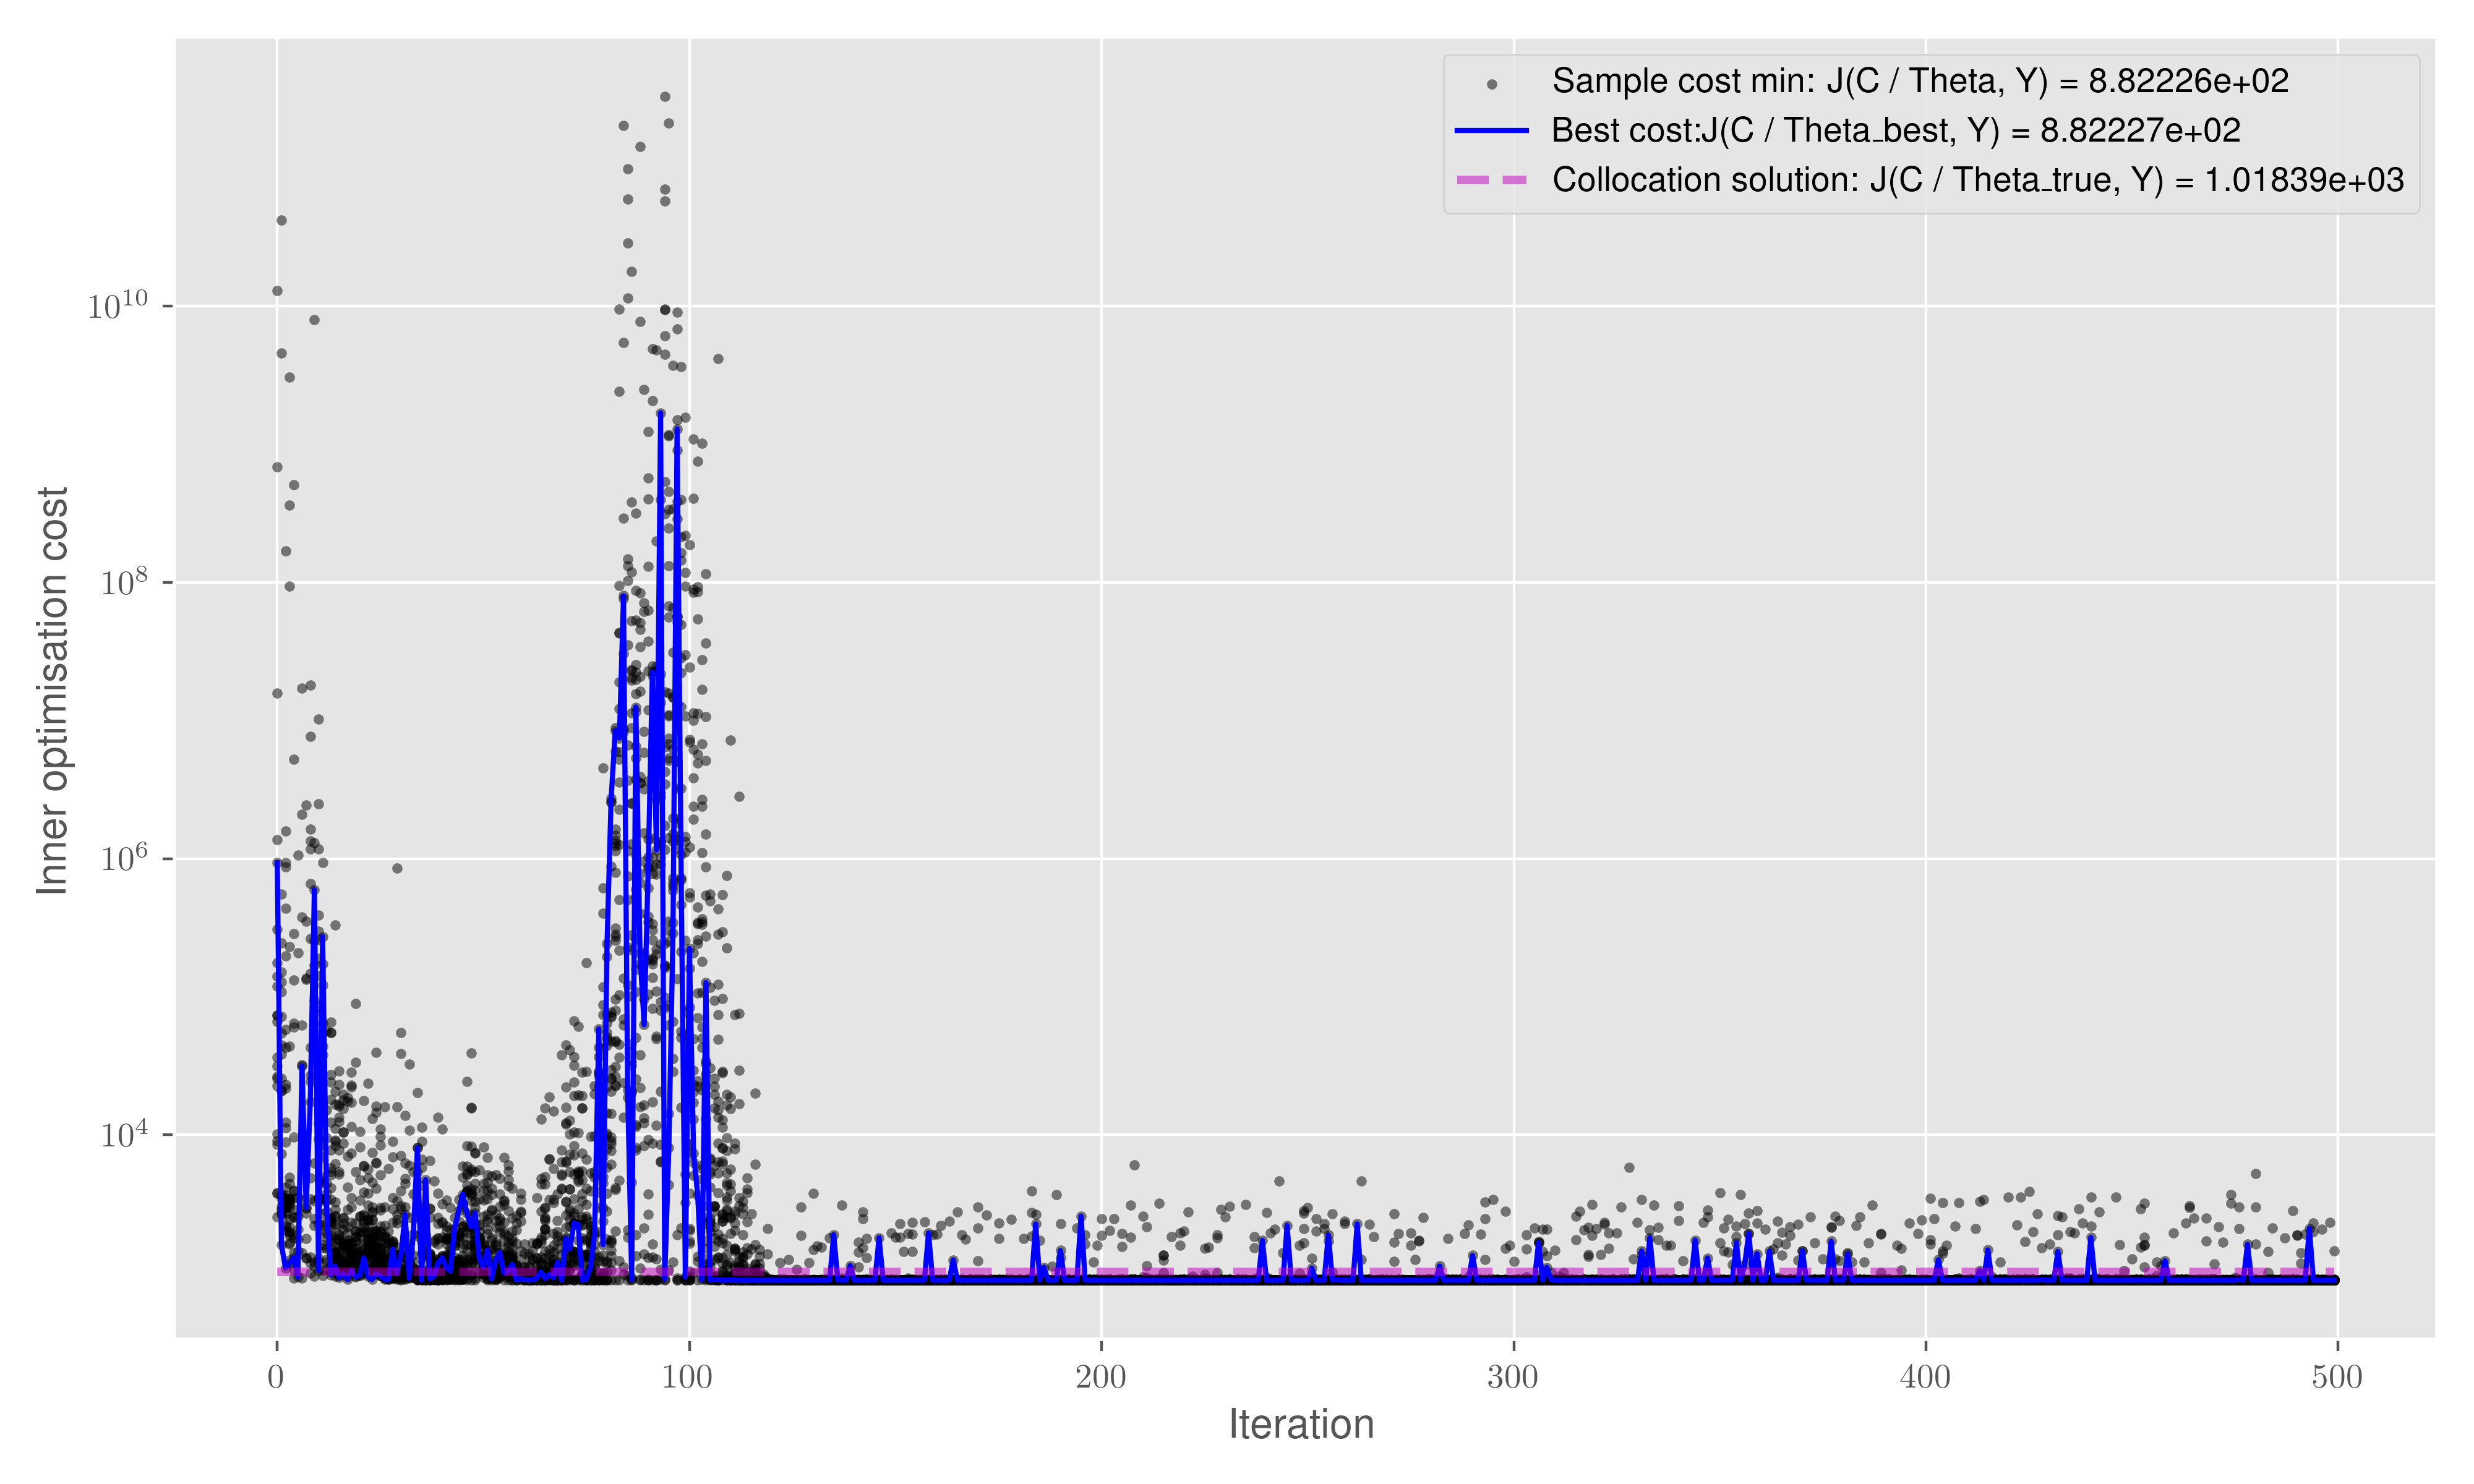 Sample cost min: J(C / Theta, Y) = 8.82226e+02
Best cost:J(C / Theta_best, Y) = 8.82227e+02
Collocation solution: J(C / Theta_true, Y) = 1.01839e+03
Inner optimisation cost
10^10
10^8
10^6
10^4
0 100 200 300 400 500
Iteration